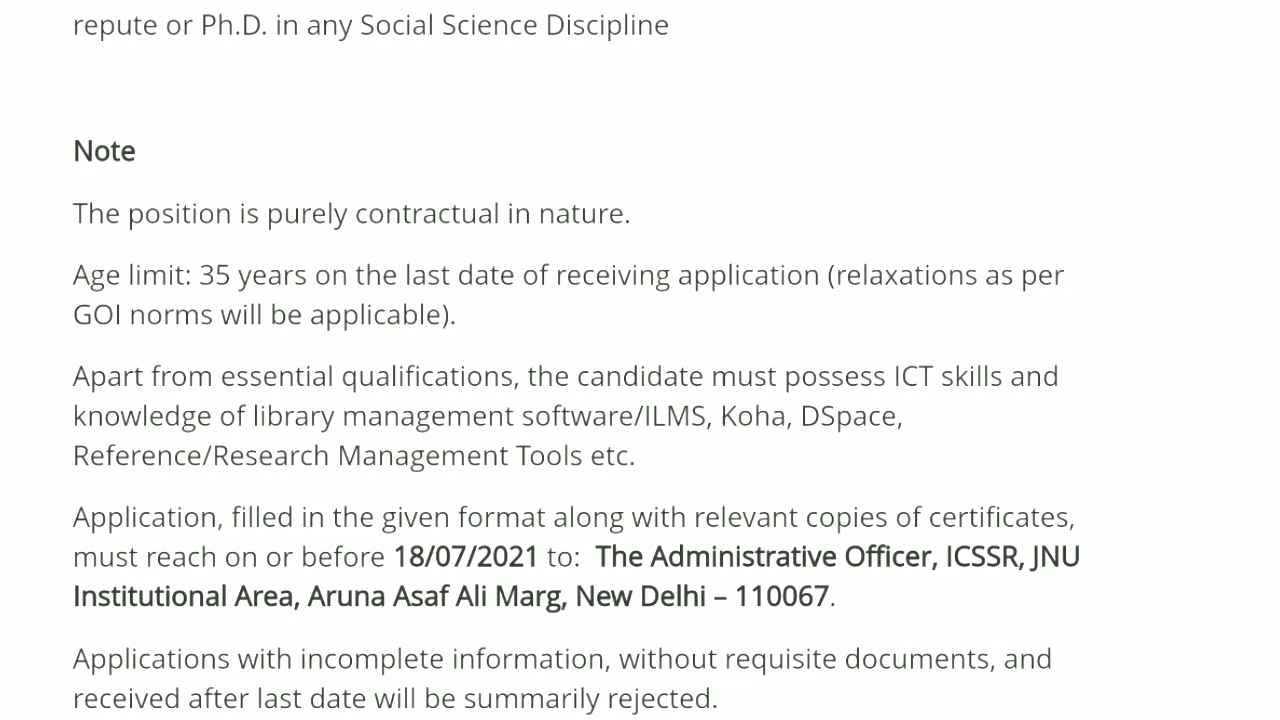 repute or Ph.D. in any Social Science Discipline
Note
The position is purely contractual in nature.
Age limit: 35 years on the last date of receiving application (relaxations as per
GOI norms will be applicable).
Apart from essential qualifications, the candidate must possess ICT skills and
knowledge of library management software/ILMS, Koha, DSpace,
Reference/Research Management Tools etc.
Application, filled in the given format along with relevant copies of certificates,
must reach on or before 18/07/2021 to:  The Administrative Officer, ICSSR, JNU
Institutional Area, Aruna Asaf Ali Marg, New Delhi – 110067.
Applications with incomplete information, without requisite documents, and
received after last date will be summarily rejected.